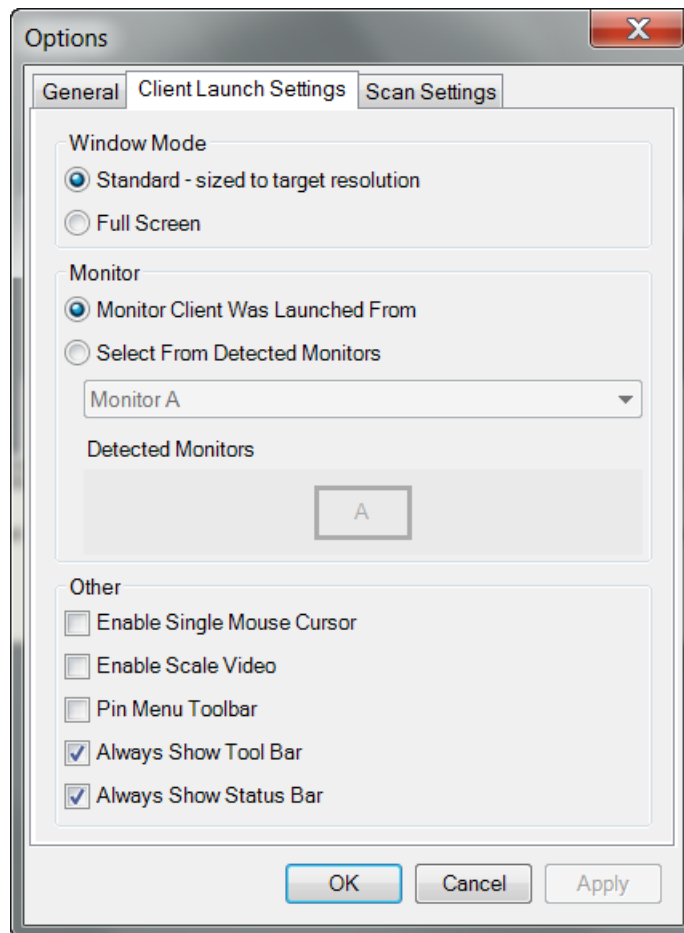 Options
General Client Launch Settings Scan Settings
Window Mode
Standard - sized to target resolution
Full Screen
Monitor
Monitor Client Was Launched From
Select From Detected Monitors
Monitor A
Detected Monitors
A
Other
Enable Single Mouse Cursor
Enable Scale Video
Pin Menu Toolbar
Always Show Tool Bar
Always Show Status Bar
OK Cancel Apply